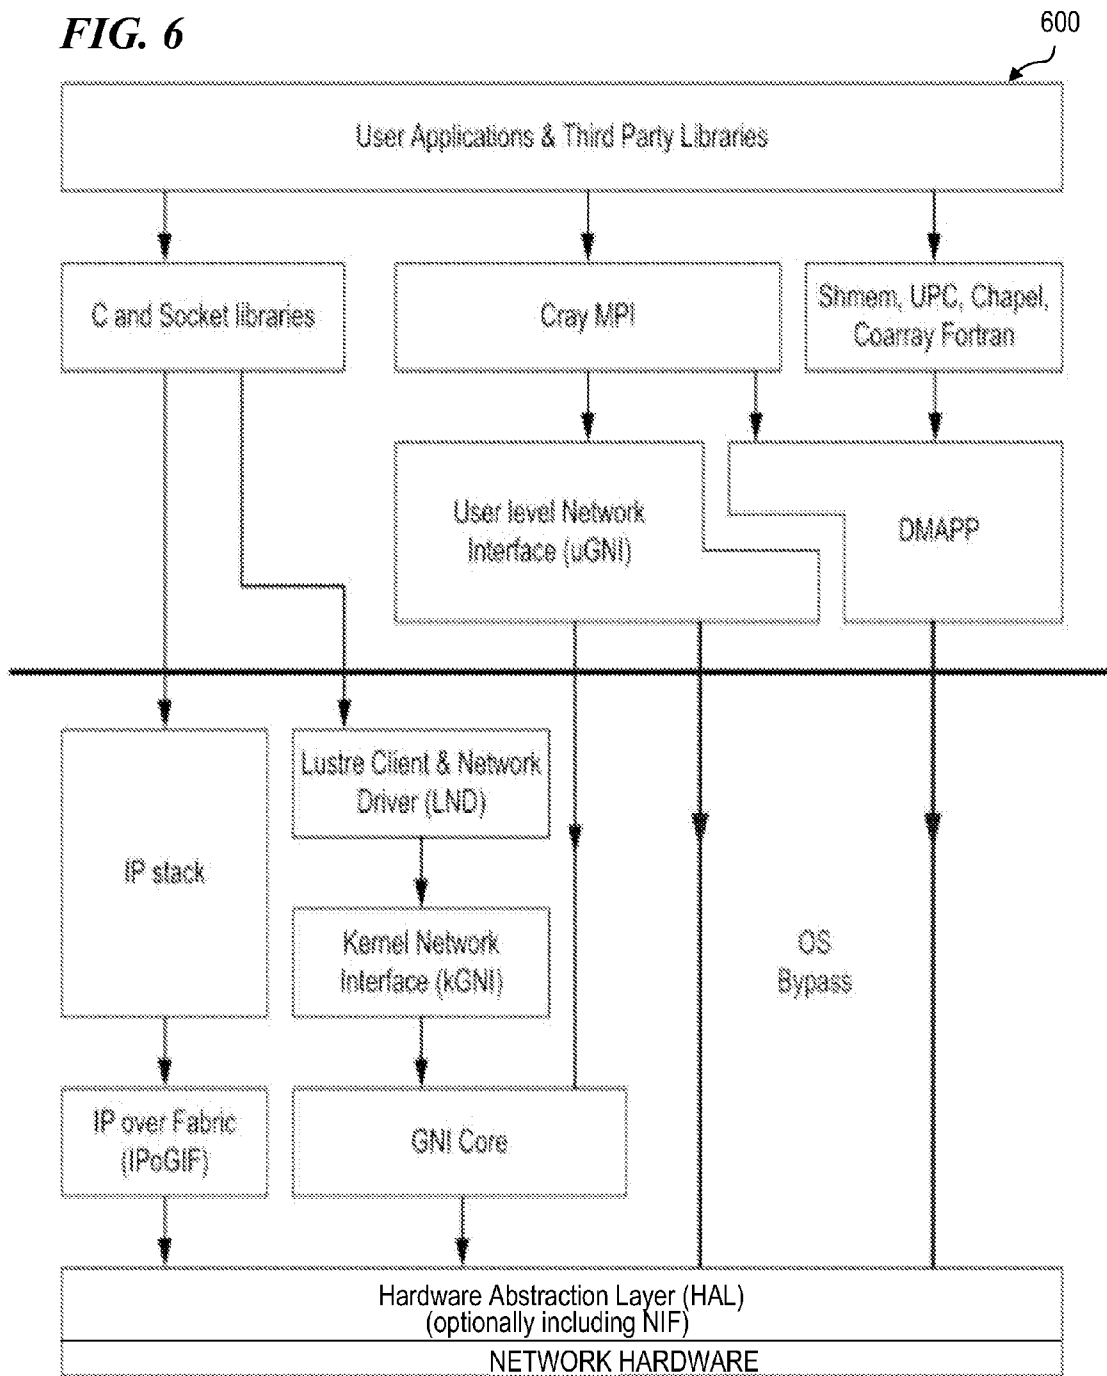 FIG. 6
600
User Applications & Third Party Libraries
C and Socket libraries
Cray MPI
Shmem, UPC, Chapel,
Coarray Fortran
User level Network
Interface (uGNI)
DMAPP
Lustre Client & Network
Driver (LND)
IP stack
Kernel Network
Interface (kGNI)
OS
Bypass
IP over Fabric
(IPoGIF)
GNI Core
Hardware Abstraction Layer (HAL)
(optionally including NIF)
NETWORK HARDWARE